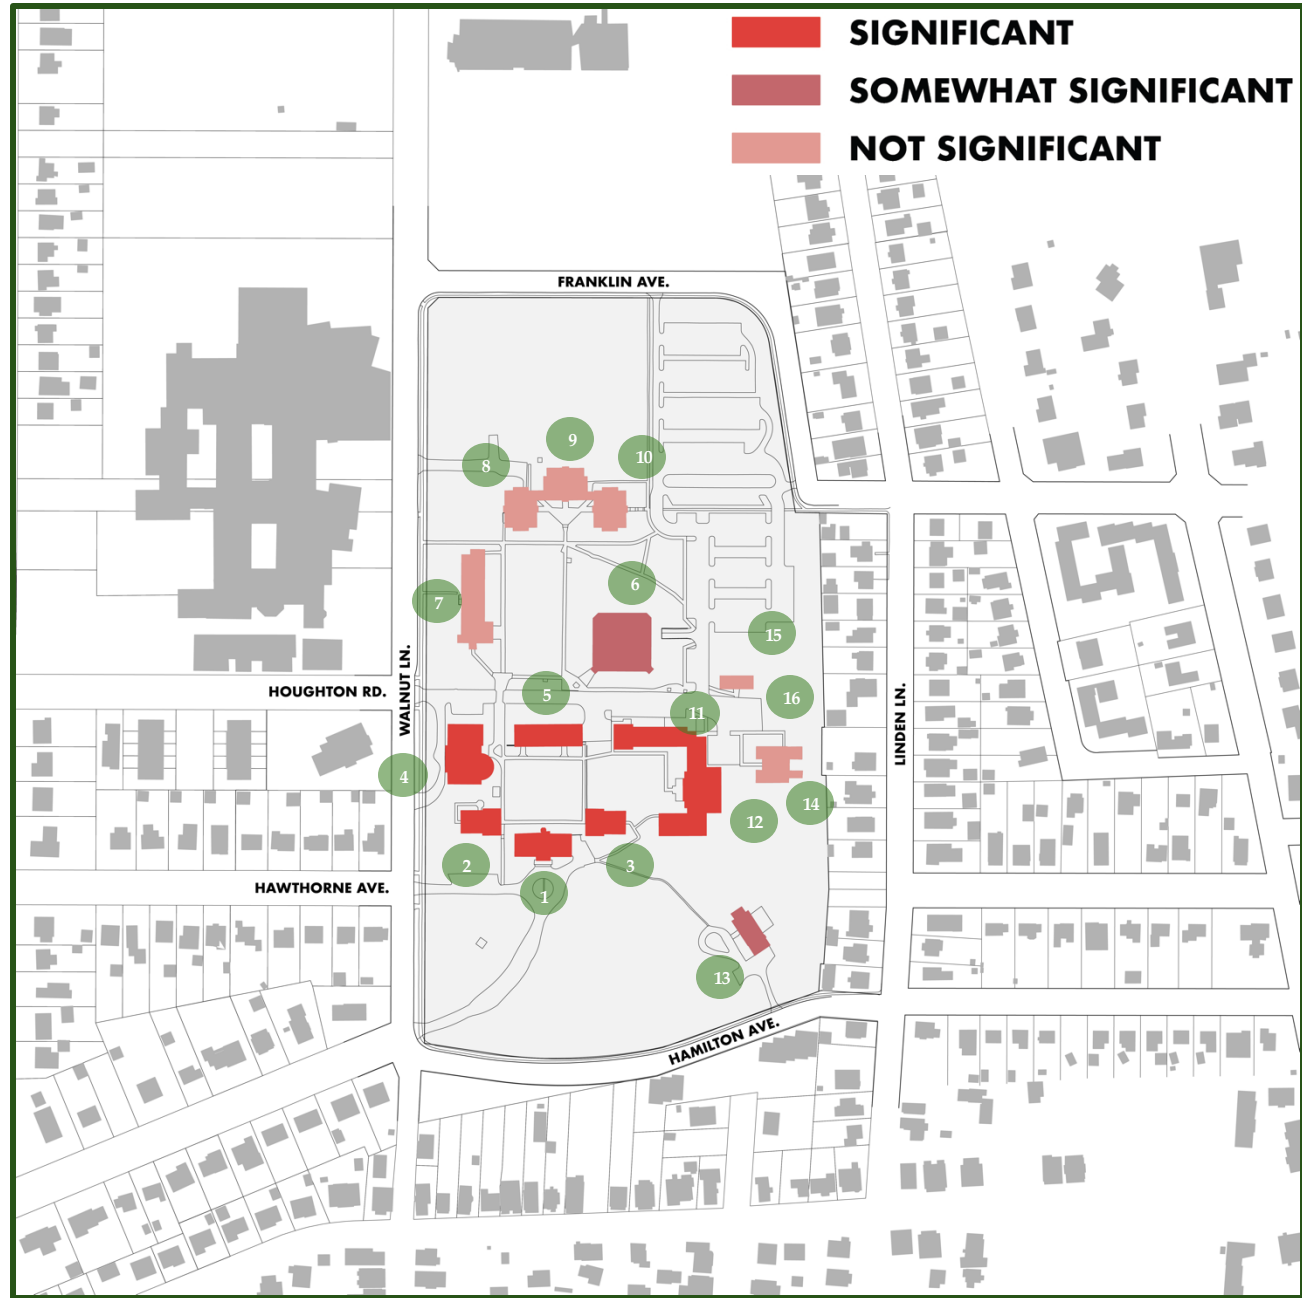 SIGNIFICANT
SOMEWHAT SIGNIFICANT
NOT SIGNIFICANT
FRANKLIN AVE.
9
10
8
6
7
15
WALNUT LN.
HOUGHTON RD.
5
16
11
LINDEN LN.
4
14
12
2
3
HAWTHORNE AVE.
1
13
HAMILTON AVE.